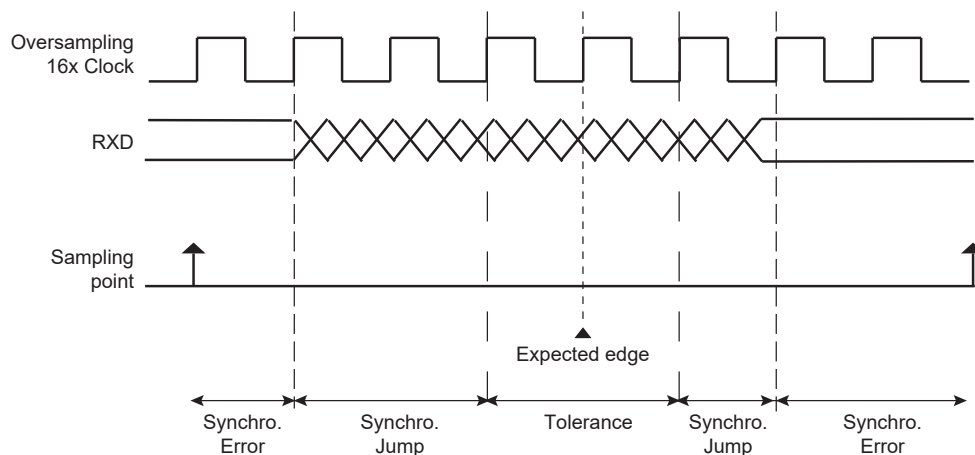 Oversampling
16x Clock
RXD
Sampling
point
Expected edge
Synchro.
Error
Synchro.
Jump
Tolerance
Synchro.
Jump
Synchro.
Error